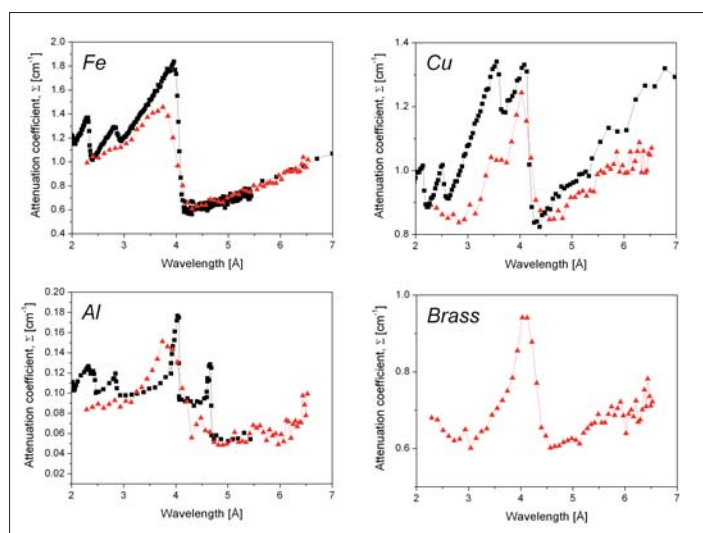 Fe
Attenuation coefficient, Σ [cm⁻¹]
2.0
1.8
1.6
1.4
1.2
1.0
0.8
0.6
0.4
2 3 4 5 6 7
Wavelength [Å]
Cu
Attenuation coefficient, Σ [cm⁻¹]
1.4
1.2
1.0
0.8
2 3 4 5 6 7
Wavelength [Å]
Al
Attenuation coefficient, Σ [cm⁻¹]
0.20
0.18
0.16
0.14
0.12
0.10
0.08
0.06
0.04
0.02
2 3 4 5 6 7
Wavelength [Å]
Brass
Attenuation coefficient, Σ [cm⁻¹]
1.0
0.8
0.6
2 3 4 5 6 7
Wavelength [Å]